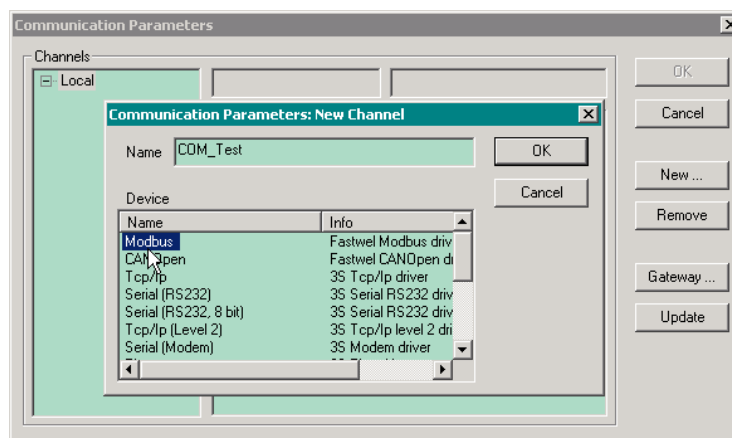 Communication Parameters
Channels
Local
OK
Cancel
New ...
Remove
Gateway ...
Update
Communication Parameters: New Channel
Name COM_Test
OK
Cancel
Device
Name Info
Modbus Fastwel Modbus driv
CANOpen Fastwel CANOpen dr
Tcp/Ip 3S Tcp/Ip driver
Serial (RS232) 3S Serial RS232 driv
Serial (RS232, 8 bit) 3S Serial RS232 driv
Tcp/Ip (Level 2) 3S Tcp/Ip level 2 dri
Serial (Modem) 3S Modem driver